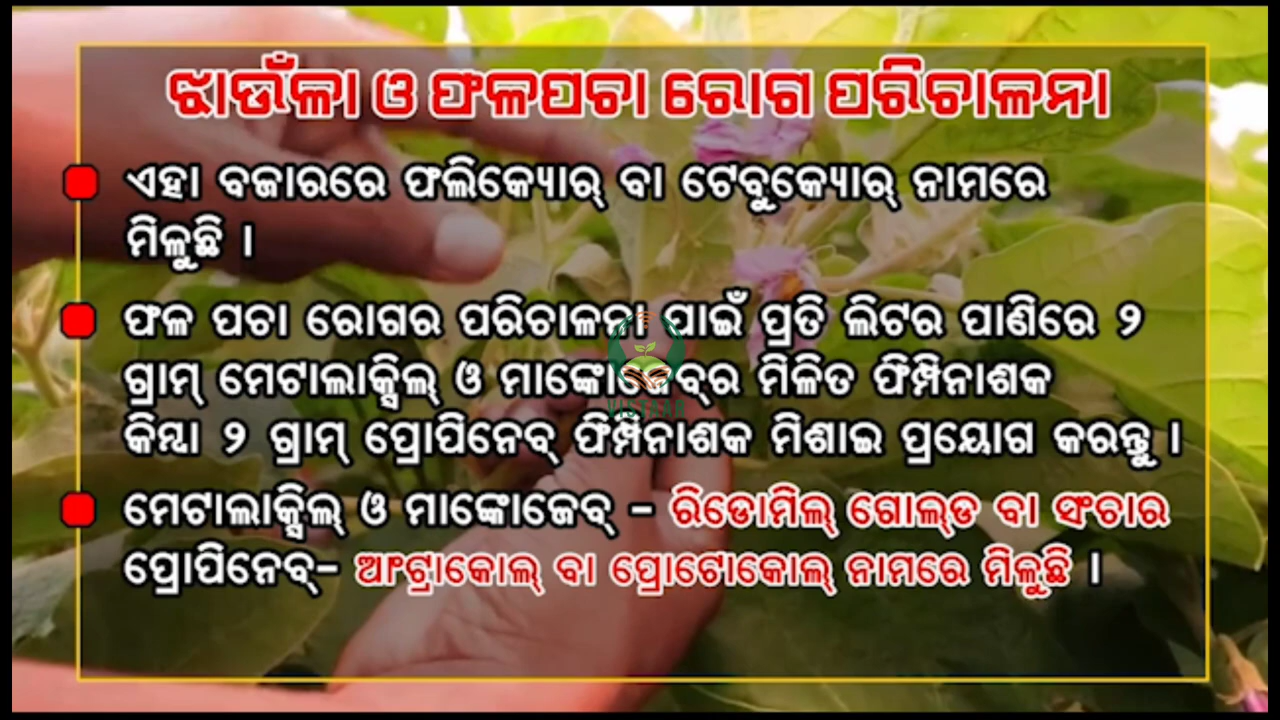 ଝାଉଁଳା ଓ ଫଳପଚା ରୋଗ ପରିଚାଳନା
ଏହା ବଜାରରେ ଫଲିକ୍ୟୋର୍ ବା ଟେବୁକ୍ୟୋର୍ ନାମରେ
ମିଳୁଛି ।
ଫଳ ପଚା ରୋଗର ପରିଚାଳନା ପାଇଁ ପ୍ରତି ଲିଟର ପାଣିରେ ୨
ଗ୍ରାମ୍ ମେଟାଲାକ୍ସିଲ୍ ଓ ମାଙ୍କୋଜେବ୍‌ର ମିଳିତ ଫିମ୍ପିନାଶକ
କିମ୍ବା ୨ ଗ୍ରାମ୍ ପ୍ରୋପିନେବ୍ ଫିମ୍ପିନାଶକ ମିଶାଇ ପ୍ରୟୋଗ କରନ୍ତୁ ।
VISTAAR
ମେଟାଲାକ୍ସିଲ୍ ଓ ମାଙ୍କୋଜେବ୍ - ରିଡୋମିଲ୍ ଗୋଲ୍‌ଡ ବା ସଂଚାର
ପ୍ରୋପିନେବ୍- ଆଂଟ୍ରାକୋଲ୍ ବା ପ୍ରୋଟୋକୋଲ୍ ନାମରେ ମିଳୁଛି ।